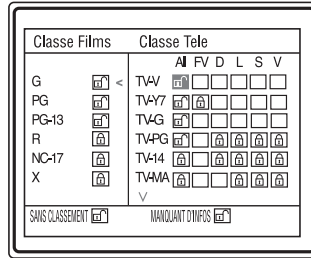 Classe Films Classe Tele
All FV D L S V
G < TV-V
PG TV-Y7
PG-13 TV-G
R TV-PG
NC-17 TV-14
X TV-MA
V
SANS CLASSEMENT MANQUANT D'INFOS